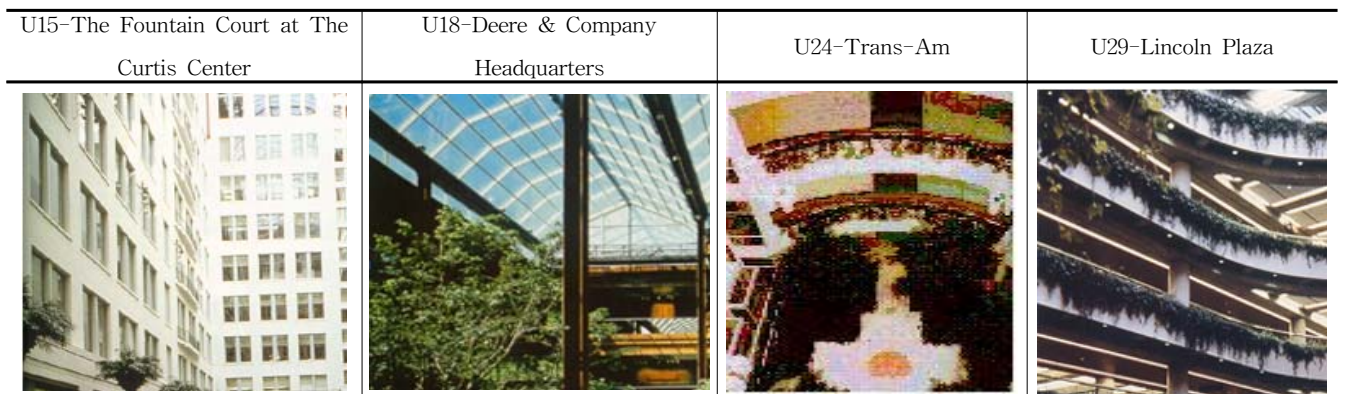 U15-The Fountain Court at The
Curtis Center
U18-Deere & Company
Headquarters
U24-Trans-Am
U29-Lincoln Plaza